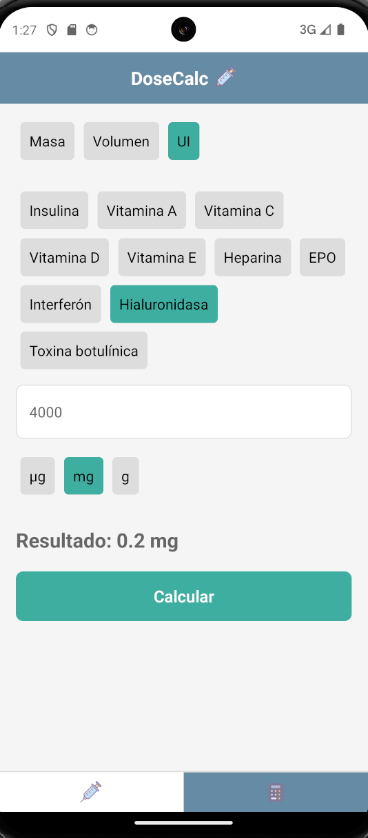 1:27 3G
DoseCalc
Masa Volumen UI
Insulina Vitamina A Vitamina C
Vitamina D Vitamina E Heparina EPO
Interferón Hialuronidasa
Toxina botulínica
4000
µg mg g
Resultado: 0.2 mg
Calcular